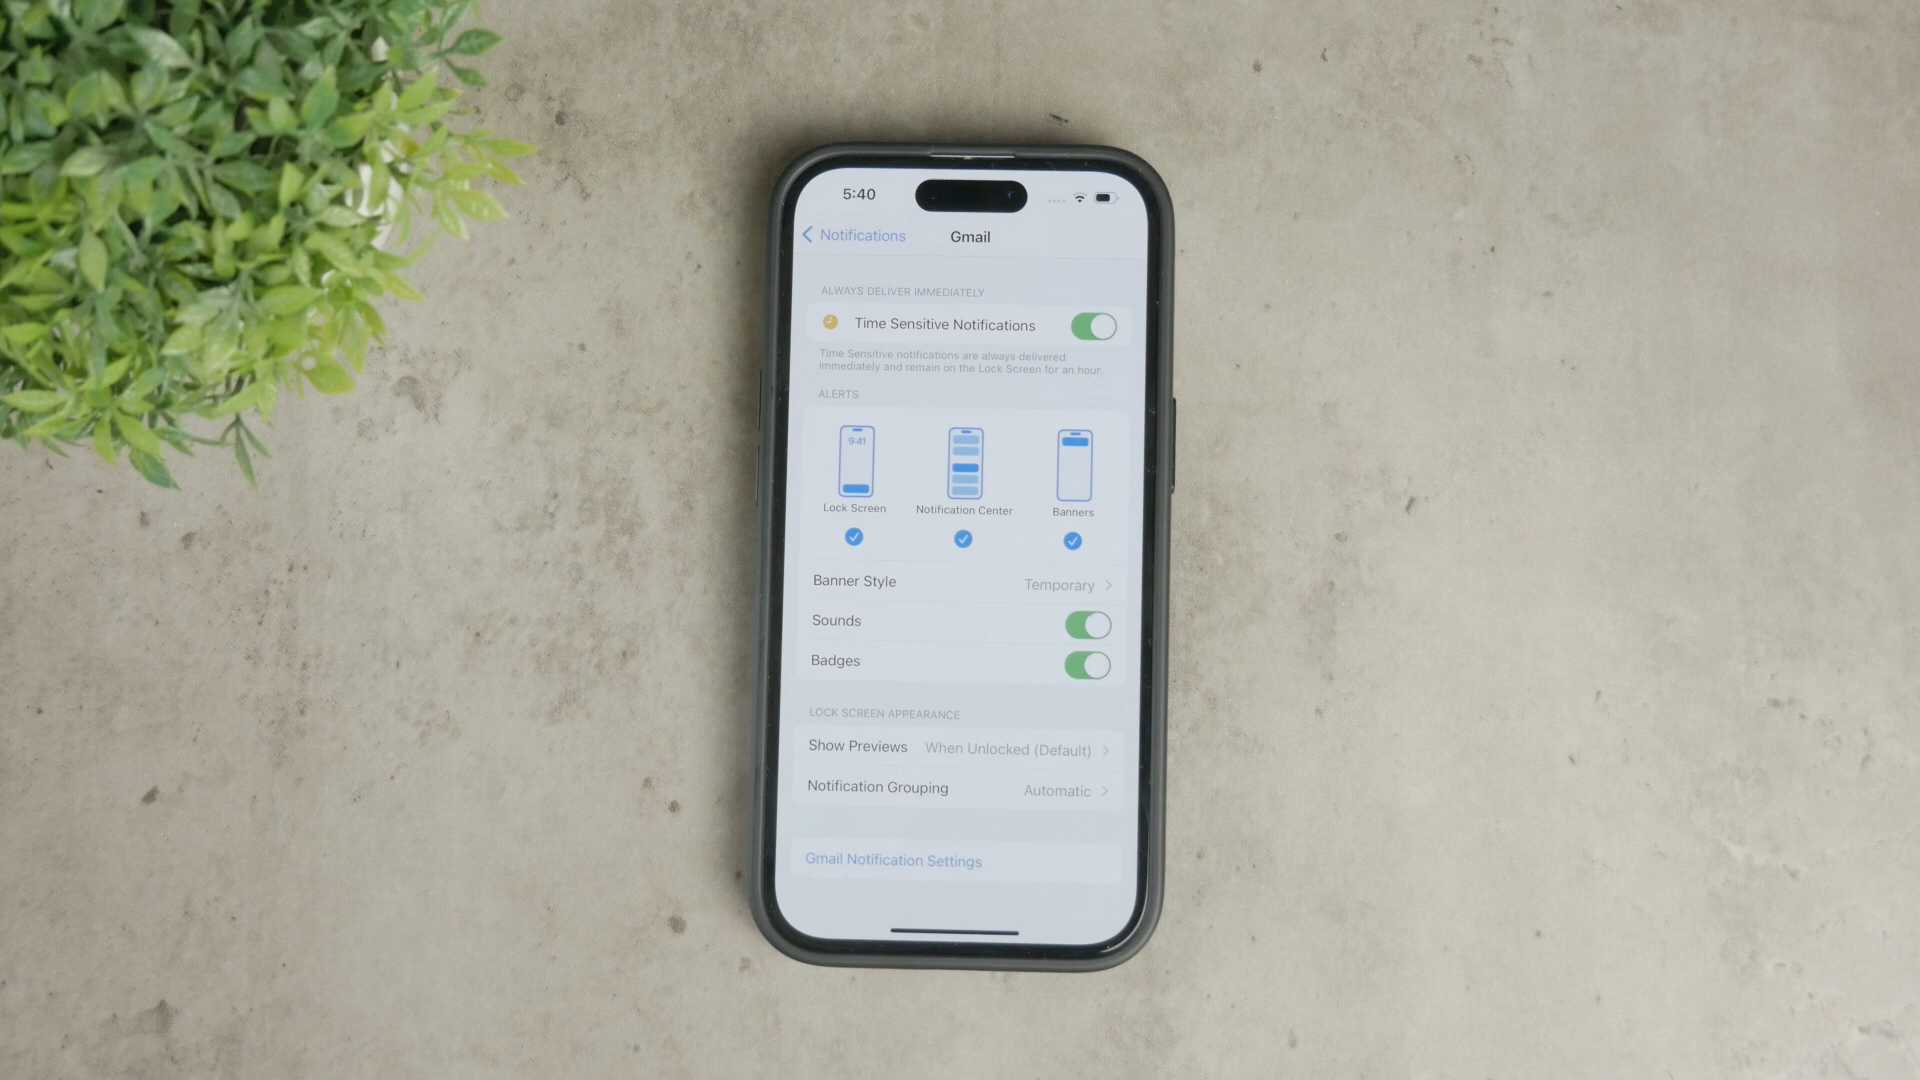 5:40
Notifications
Gmail
ALWAYS DELIVER IMMEDIATELY
Time Sensitive Notifications
Time Sensitive notifications are always delivered
immediately and remain on the Lock Screen for an hour.
ALERTS
9:41
Lock Screen
Notification Center
Banners
Banner Style
Temporary
Sounds
Badges
LOCK SCREEN APPEARANCE
Show Previews
When Unlocked (Default)
Notification Grouping
Automatic
Gmail Notification Settings